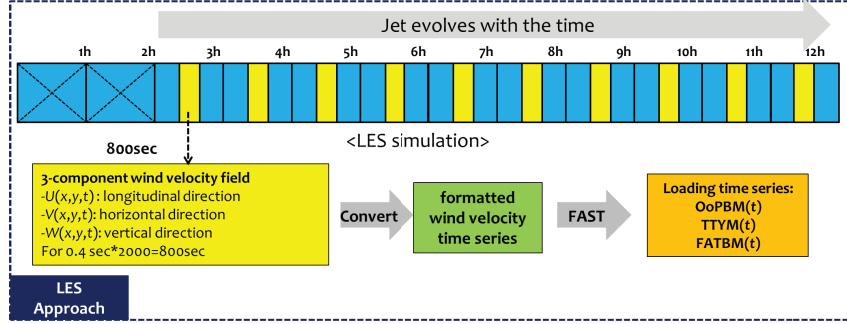 Jet evolves with the time
1h 2h 3h 4h 5h 6h 7h 8h 9h 10h 11h 12h
800sec
<LES simulation>
3-component wind velocity field
-U(x,y,t) : longitudinal direction
-V(x,y,t): horizontal direction
-W(x,y,t): vertical direction
For 0.4 sec*2000=800sec
Convert
formatted
wind velocity
time series
FAST
Loading time series:
OoPBM(t)
TTYM(t)
FATBM(t)
LES
Approach